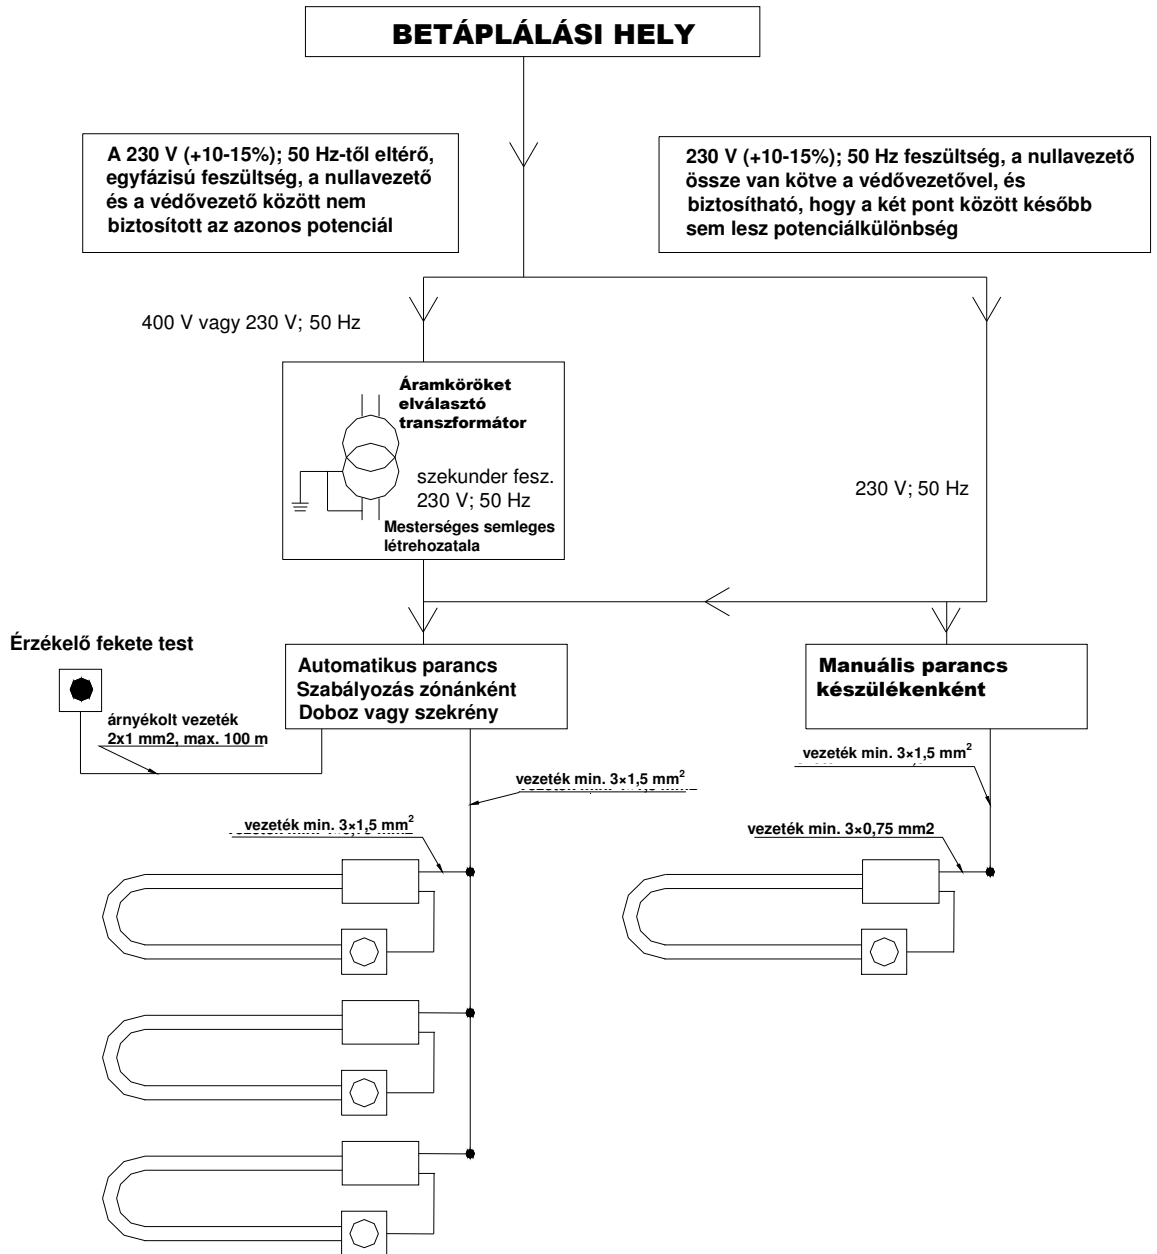 BETÁPLÁLÁSI HELY
A 230 V (+10-15%); 50 Hz-től eltérő,
egyfázisú feszültség, a nullavezető
és a védővezető között nem
biztosított az azonos potenciál
230 V (+10-15%); 50 Hz feszültség, a nullavezető
össze van kötve a védővezetővel, és
biztosítható, hogy a két pont között később
sem lesz potenciálkülönbség
400 V vagy 230 V; 50 Hz
Áramköröket
elválasztó
transzformátor
szekunder fesz.
230 V; 50 Hz
Mesterséges semleges
létrehozatala
230 V; 50 Hz
Érzékelő fekete test
árnyékolt vezeték
2x1 mm2, max. 100 m
Automatikus parancs
Szabályozás zónánként
Doboz vagy szekrény
Manuális parancs
készülékenként
vezeték min. 3×1,5 mm²
vezeték min. 3×1,5 mm²
vezeték min. 3×1,5 mm²
vezeték min. 3×0,75 mm2